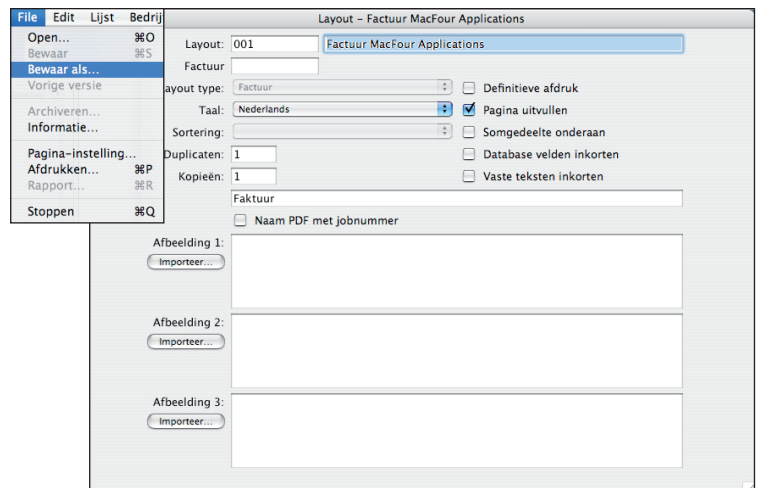 File Edit Lijst Bedrij
Open... ⌘O
Bewaar ⌘S
Bewaar als...
Vorige versie
Archiveren...
Informatie...
Pagina-instelling...
Afdrukken... ⌘P
Rapport... ⌘R
Stoppen ⌘Q
Layout – Factuur MacFour Applications
Layout: 001 Factuur MacFour Applications
Factuur
ayout type: Factuur Definitieve afdruk
Taal: Nederlands Pagina uitvullen
Sortering: Somgedeelte onderaan
Duplicaten: 1 Database velden inkorten
Kopieën: 1 Vaste teksten inkorten
Faktuur
Naam PDF met jobnummer
Afbeelding 1:
Importeer...
Afbeelding 2:
Importeer...
Afbeelding 3:
Importeer...